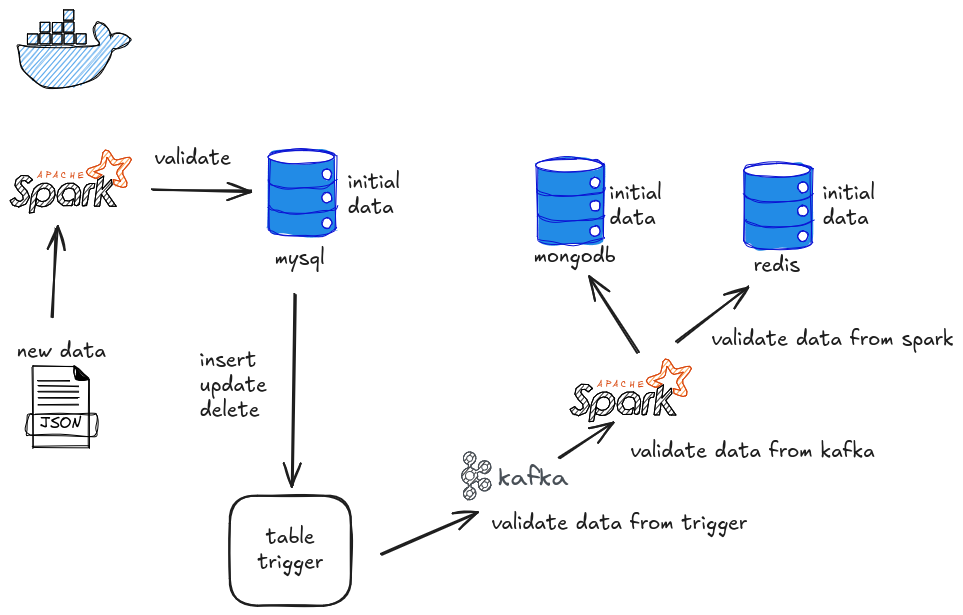 APACHE
Spark
validate
initial
data
mysql
initial
data
mongodb
initial
data
redis
new data
JSON
insert
update
delete
table
trigger
kafka
validate data from trigger
APACHE
Spark
validate data from kafka
validate data from spark